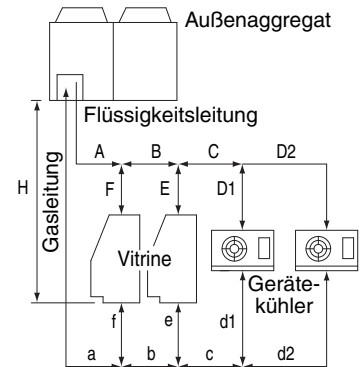 Außenaggregat
Flüssigkeitsleitung
A B C D2
H
Gasleitung
F E D1
Vitrine
Geräte-
kühler
f e d1
a b c d2